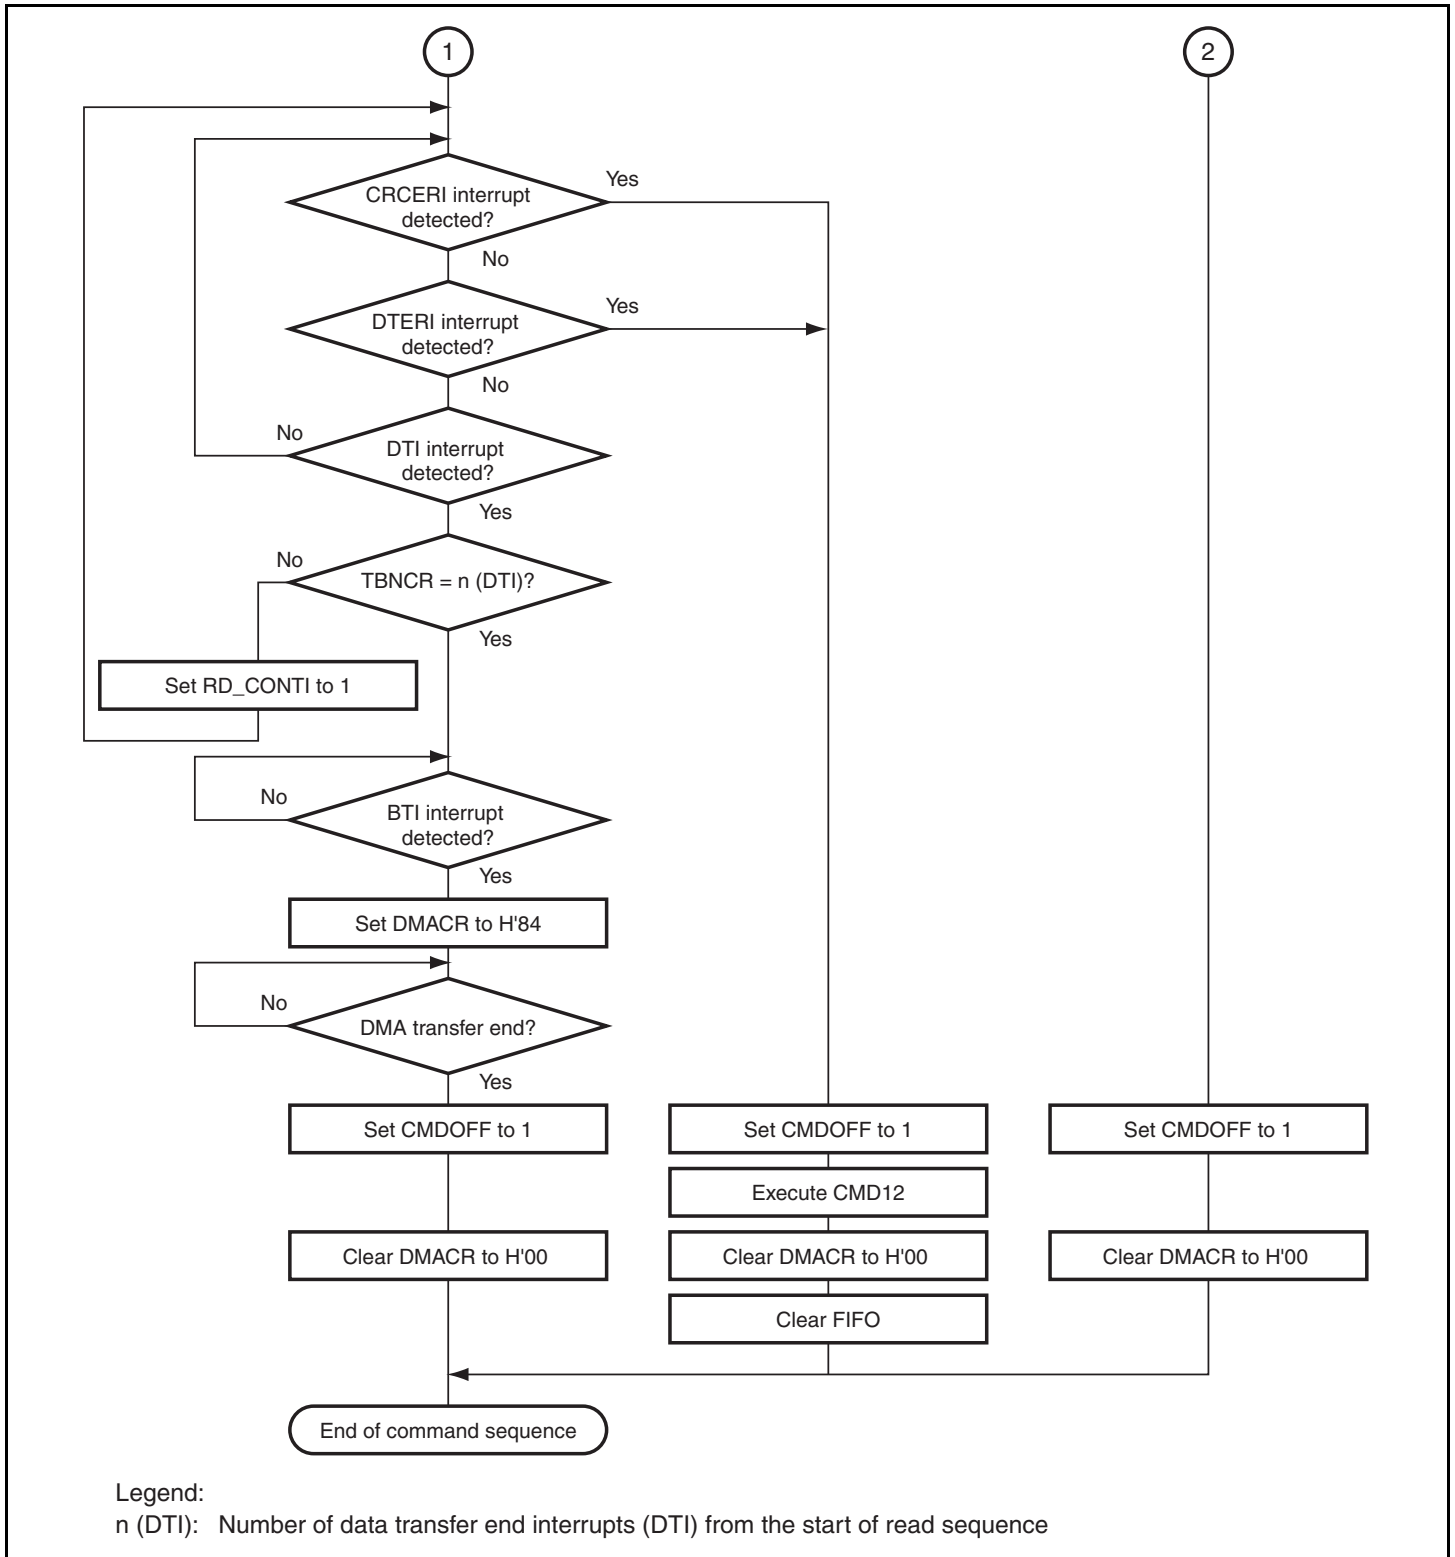 1
2
CRCERI interrupt
detected?
Yes
No
DTERI interrupt
detected?
Yes
No
DTI interrupt
detected?
No
Yes
TBNCR = n (DTI)?
No
Yes
Set RD_CONTI to 1
BTI interrupt
detected?
No
Yes
Set DMACR to H'84
DMA transfer end?
No
Yes
Set CMDOFF to 1
Set CMDOFF to 1
Set CMDOFF to 1
Execute CMD12
Clear DMACR to H'00
Clear DMACR to H'00
Clear DMACR to H'00
Clear FIFO
End of command sequence
Legend:
n (DTI): Number of data transfer end interrupts (DTI) from the start of read sequence